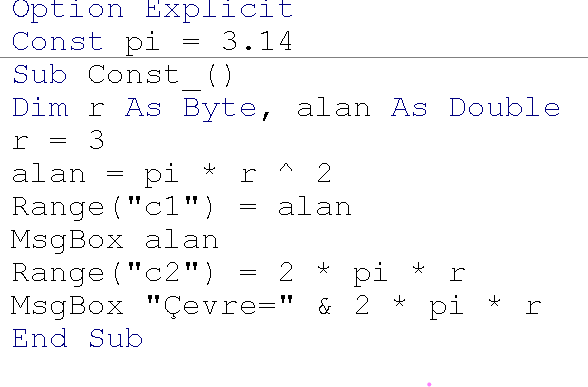 Option Explicit
Const pi = 3.14
Sub Const_()
Dim r As Byte, alan As Double
r = 3
alan = pi * r ^ 2
Range("c1") = alan
MsgBox alan
Range("c2") = 2 * pi * r
MsgBox "Çevre=" & 2 * pi * r
End Sub